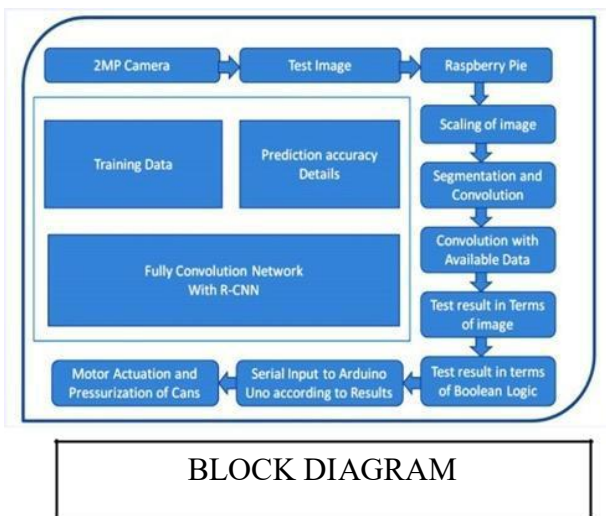 2MP Camera
Test Image
Raspberry Pie
Scaling of image
Training Data
Prediction accuracy
Details
Segmentation and
Convolution
Convolution with
Available Data
Fully Convolution Network
With R-CNN
Test result in Terms
of image
Test result in terms
of Boolean Logic
Serial Input to Arduino
Uno according to Results
Motor Actuation and
Pressurization of Cans
BLOCK DIAGRAM